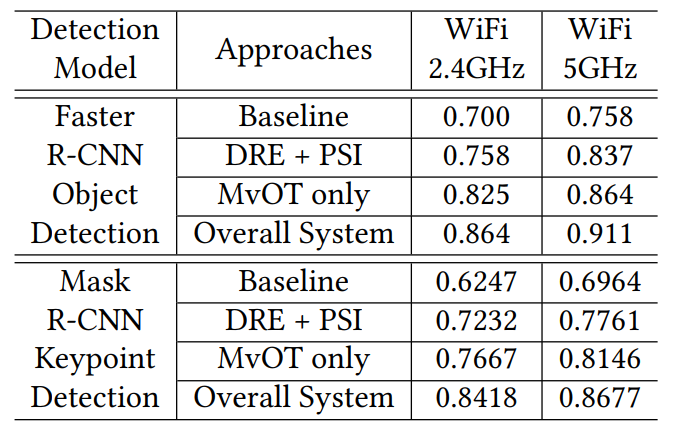 Detection Model Approaches WiFi 2.4GHz WiFi 5GHz
Faster Baseline 0.700 0.758
R-CNN DRE + PSI 0.758 0.837
Object MvOT only 0.825 0.864
Detection Overall System 0.864 0.911
Mask Baseline 0.6247 0.6964
R-CNN DRE + PSI 0.7232 0.7761
Keypoint MvOT only 0.7667 0.8146
Detection Overall System 0.8418 0.8677